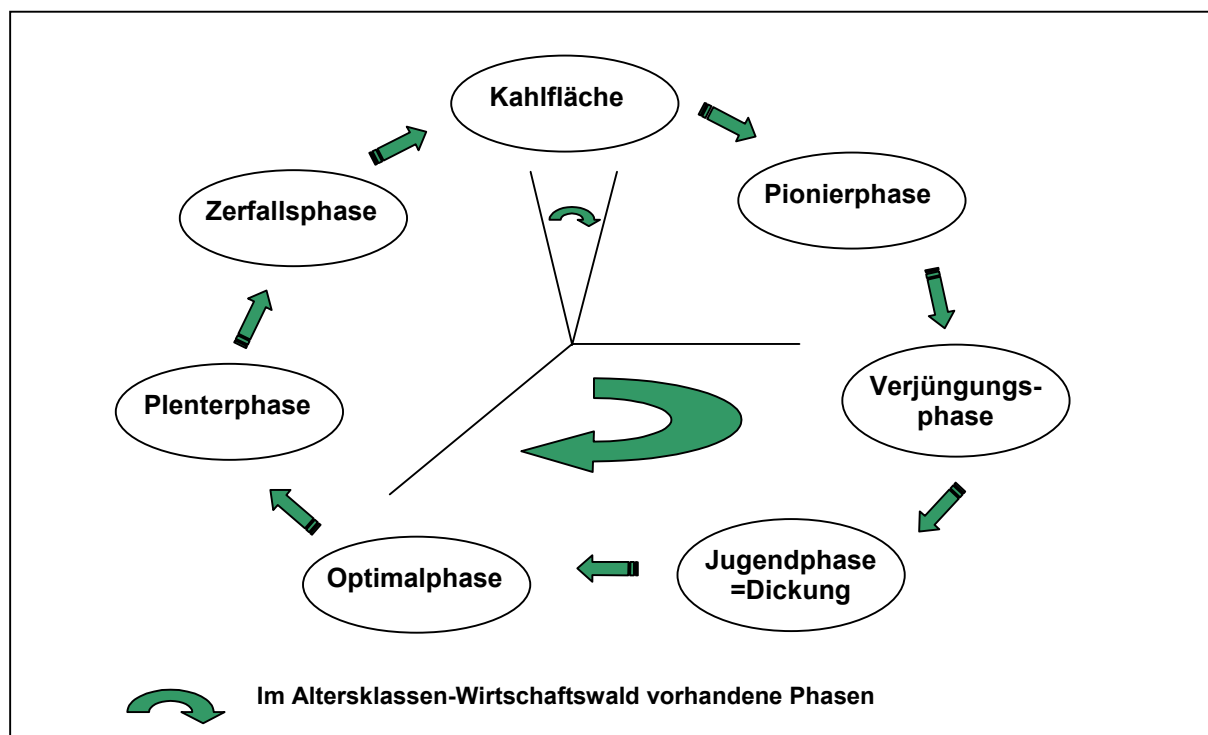 Kahlfläche
Pionierphase
Verjüngungs-
phase
Jugendphase
=Dickung
Optimalphase
Plenterphase
Zerfallsphase
Im Altersklassen-Wirtschaftswald vorhandene Phasen